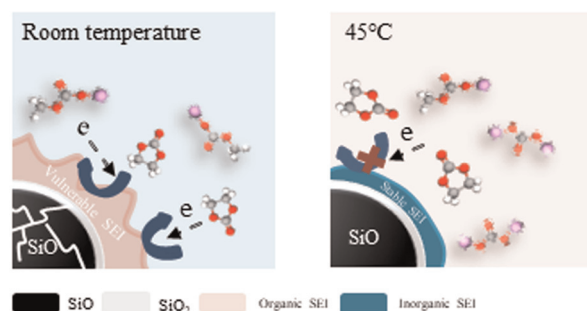 Room temperature
45°C
e
e
e
Vulnerable SEI
Stable SEI
SiO
SiO
SiO
SiO₂
Organic SEI
Inorganic SEI